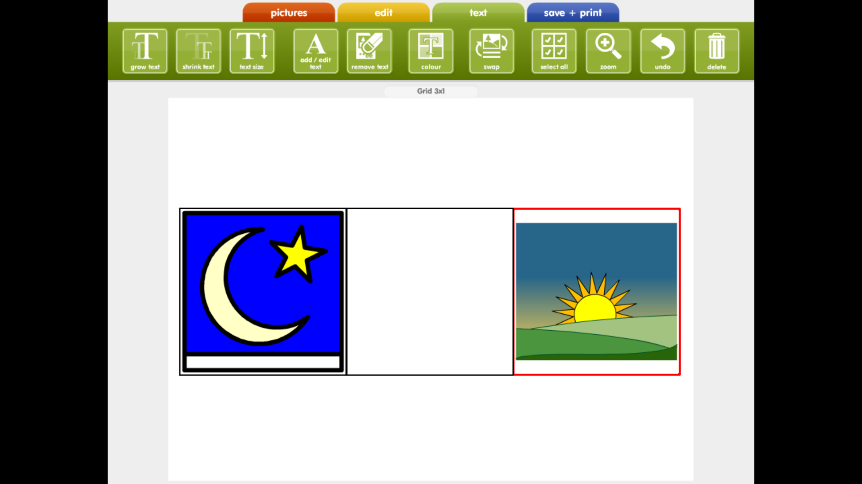 pictures
edit
text
save + print
grow text
shrink text
text size
add / edit
text
remove text
colour
swap
select all
zoom
undo
delete
Grid 3x1